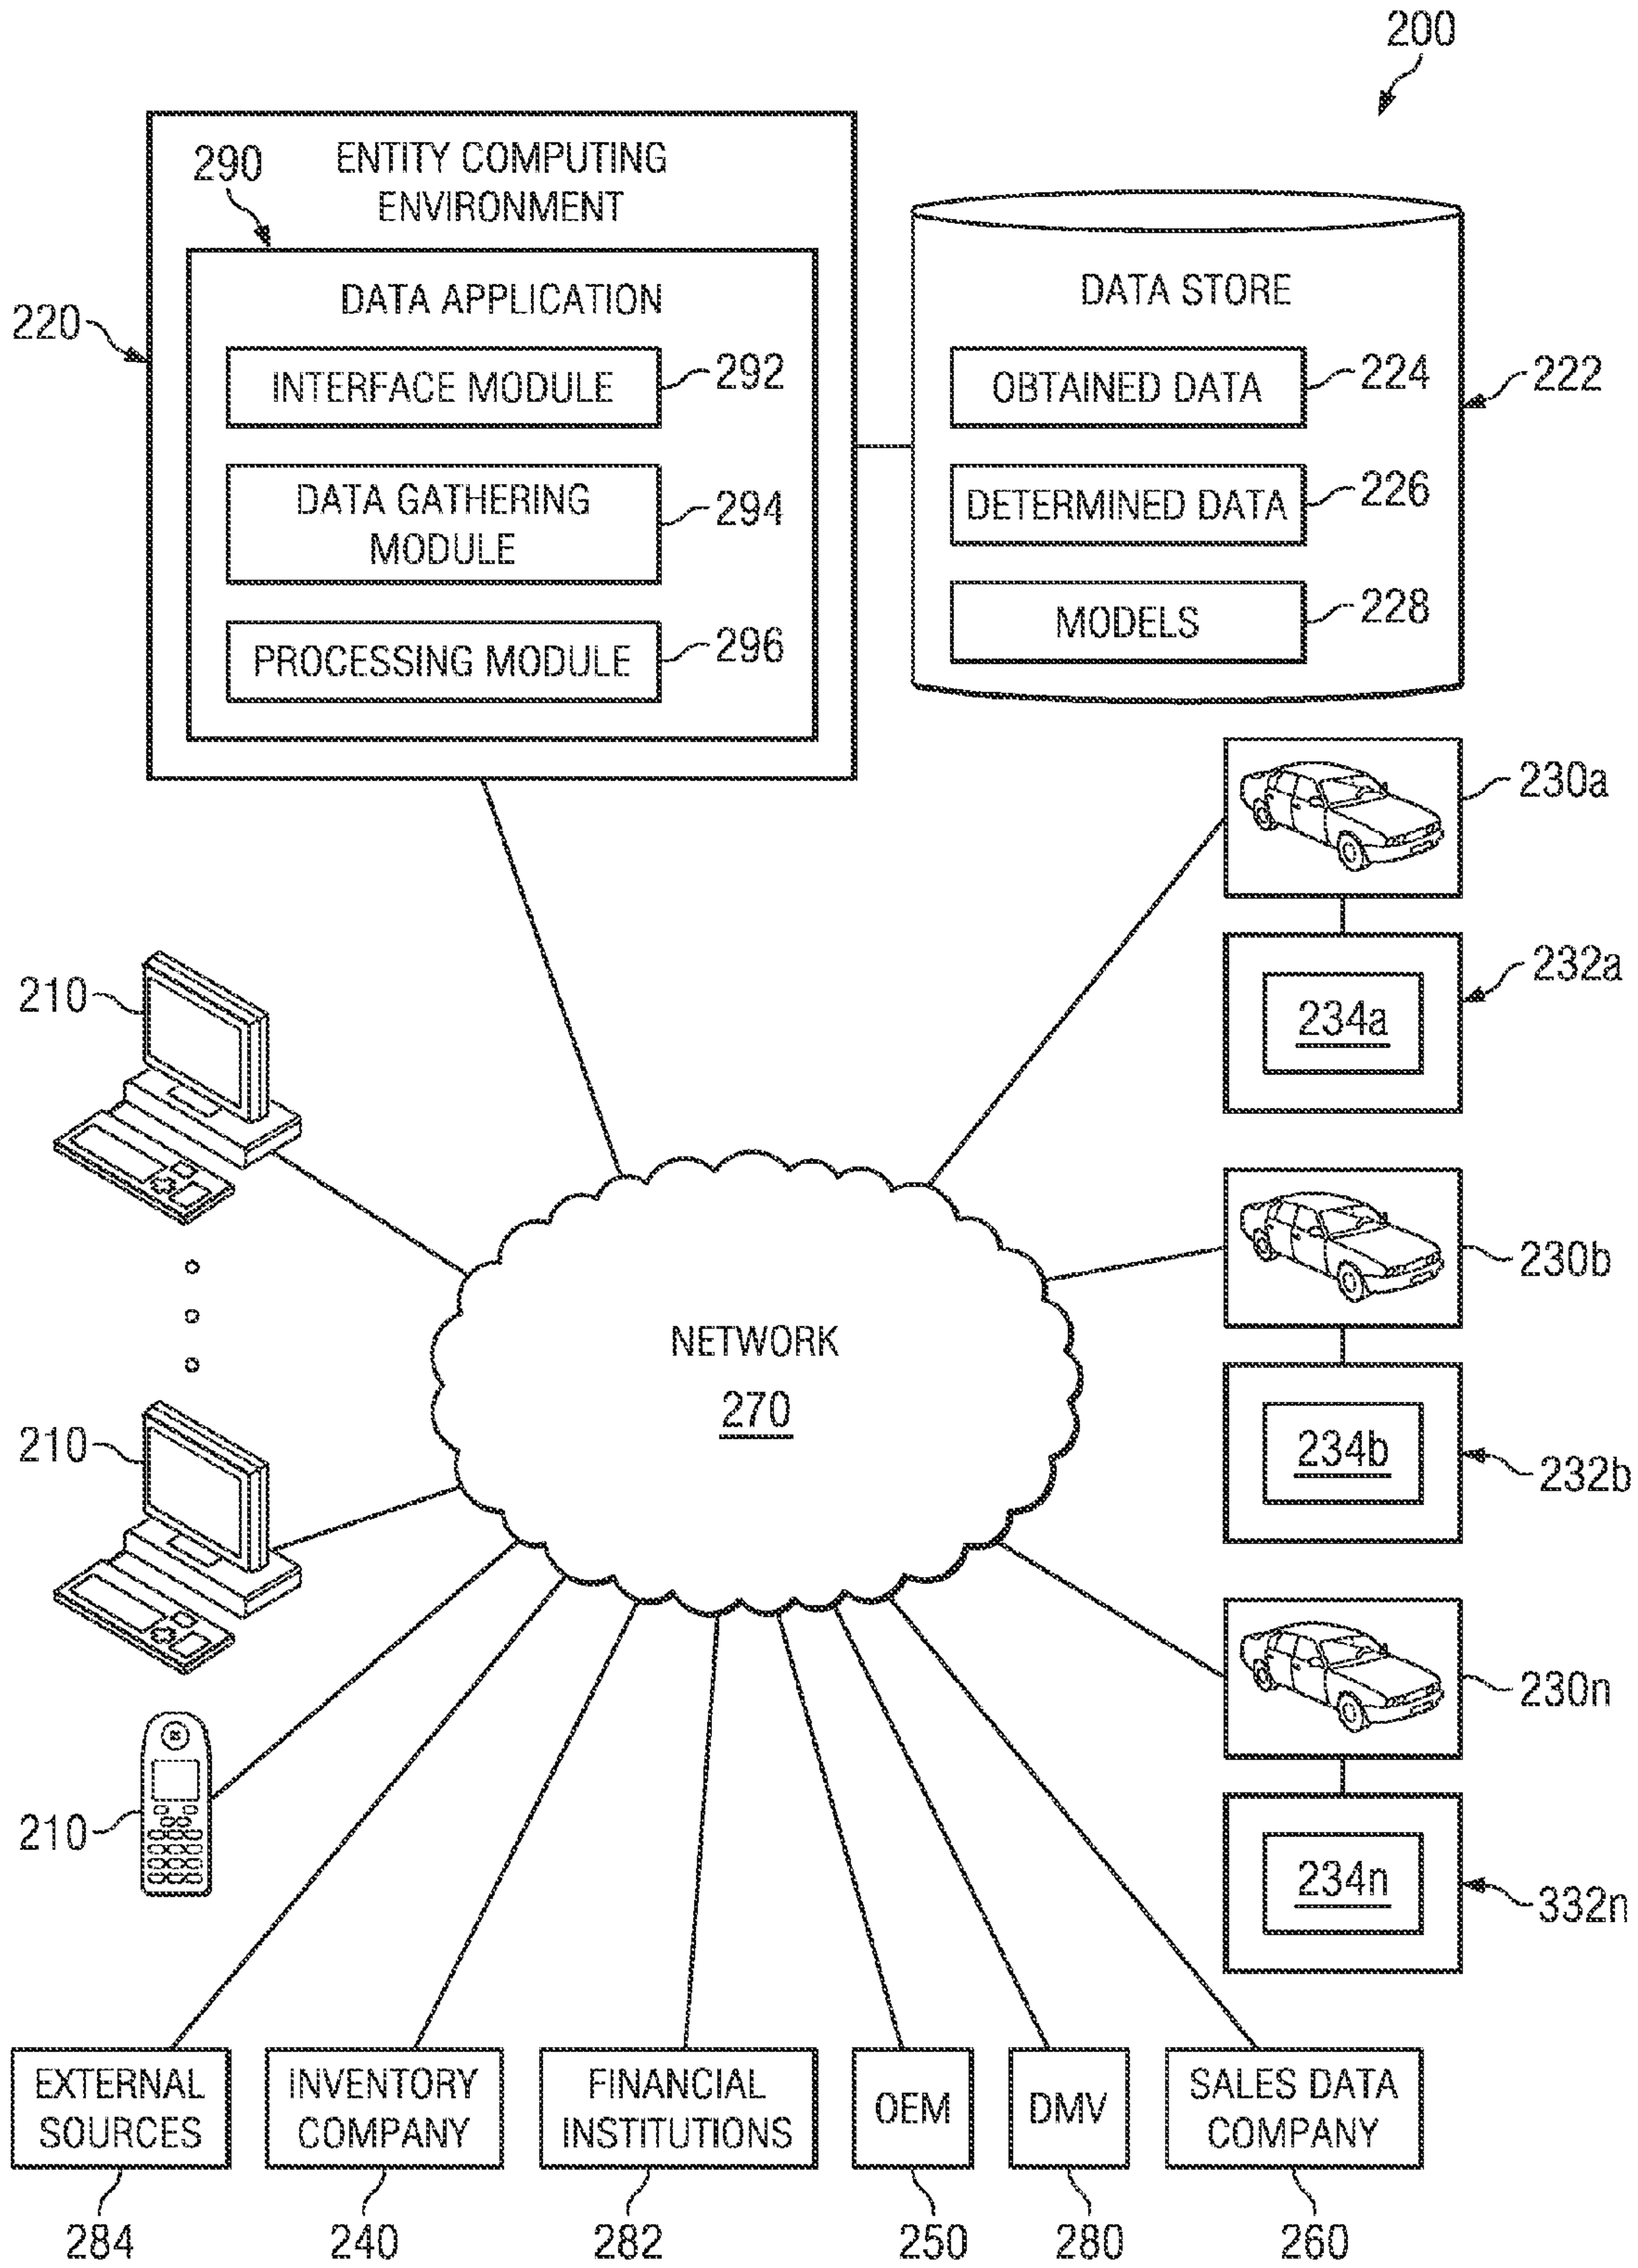 200
290
ENTITY COMPUTING
ENVIRONMENT
220
DATA APPLICATION
INTERFACE MODULE
292
DATA GATHERING
MODULE
294
PROCESSING MODULE
296
DATA STORE
OBTAINED DATA
224
222
DETERMINED DATA
226
MODELS
228
230a
232a
234a
210
230b
NETWORK
270
210
234b
232b
230n
210
234n
332n
EXTERNAL
SOURCES
INVENTORY
COMPANY
FINANCIAL
INSTITUTIONS
OEM
DMV
SALES DATA
COMPANY
284
240
282
250
280
260